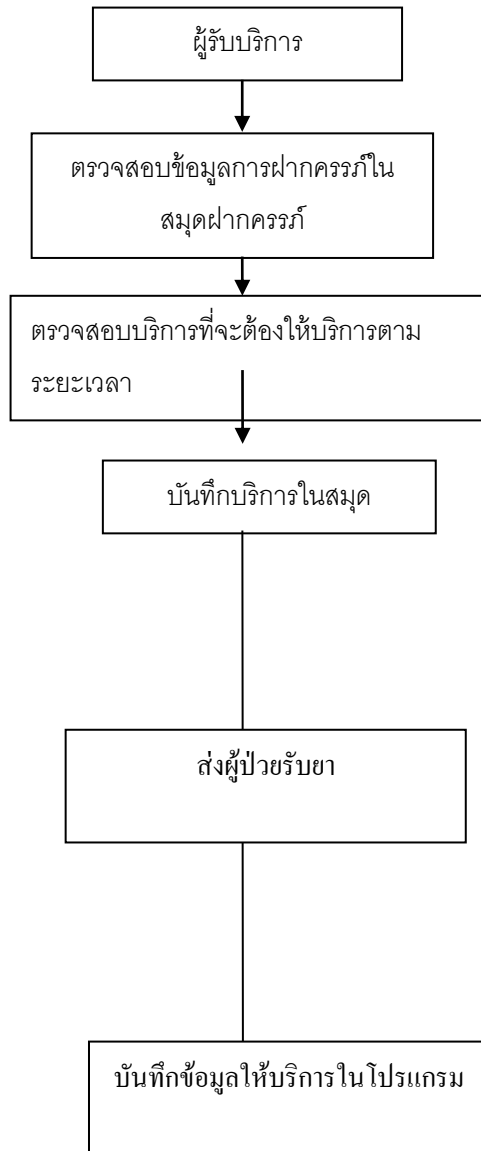 ผู้รับบริการ
ตรวจสอบข้อมูลการฝากครรภ์ใน
สมุดฝากครรภ์
ตรวจสอบบริการที่จะต้องให้บริการตาม
ระยะเวลา
บันทึกบริการในสมุด
ส่งผู้ป่วยรับยา
บันทึกข้อมูลให้บริการในโปรแกรม